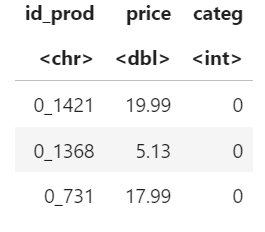 id_prod price categ
<chr> <dbl> <int>
0_1421 19.99 0
0_1368 5.13 0
0_731 17.99 0